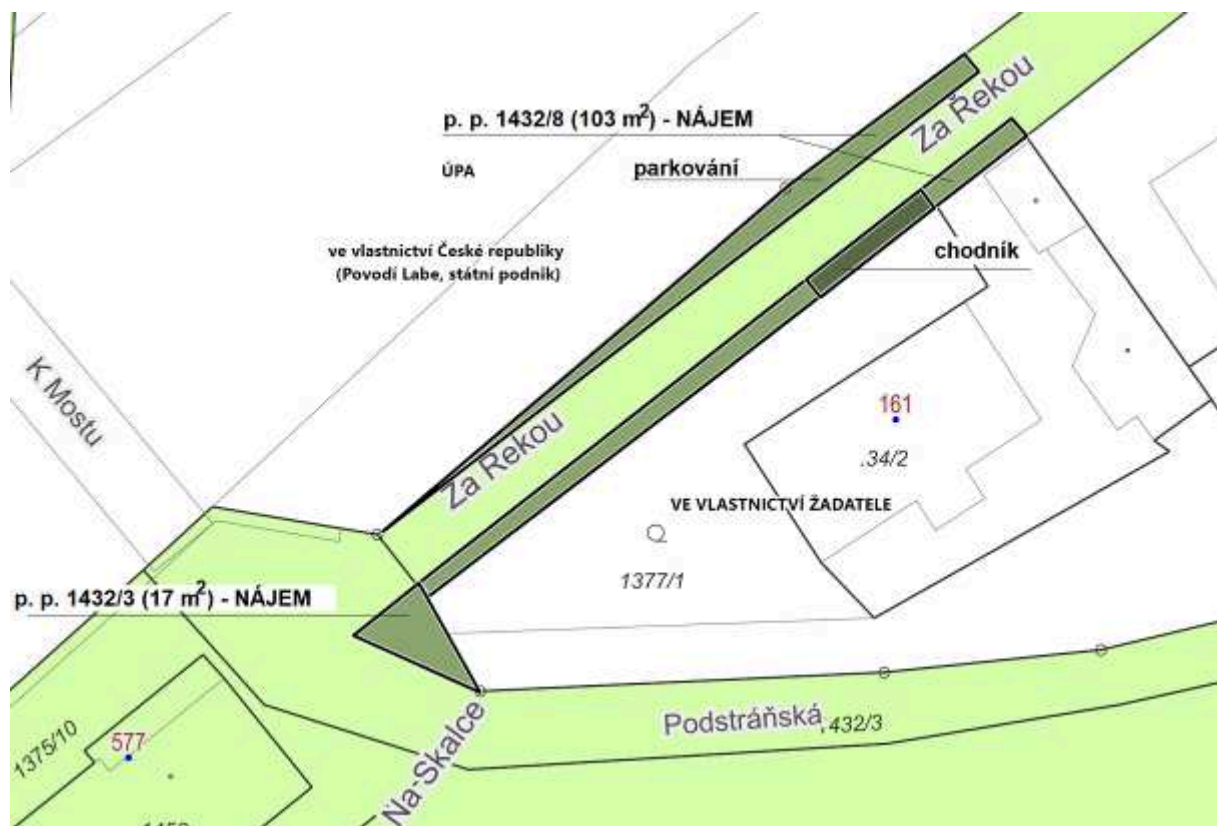 Za Řekou
p. p. 1432/8 (103 m²) - NÁJEM
ÚPA
parkování
ve vlastnictví České republiky
(Povodí Labe, státní podnik)
chodník
K Mostu
161
.34/2
Za Řekou
VE VLASTNICTVÍ ŽADATELE
1377/1
p. p. 1432/3 (17 m²) - NÁJEM
Podstráňská
432/3
577
1375/10
Na Skalce